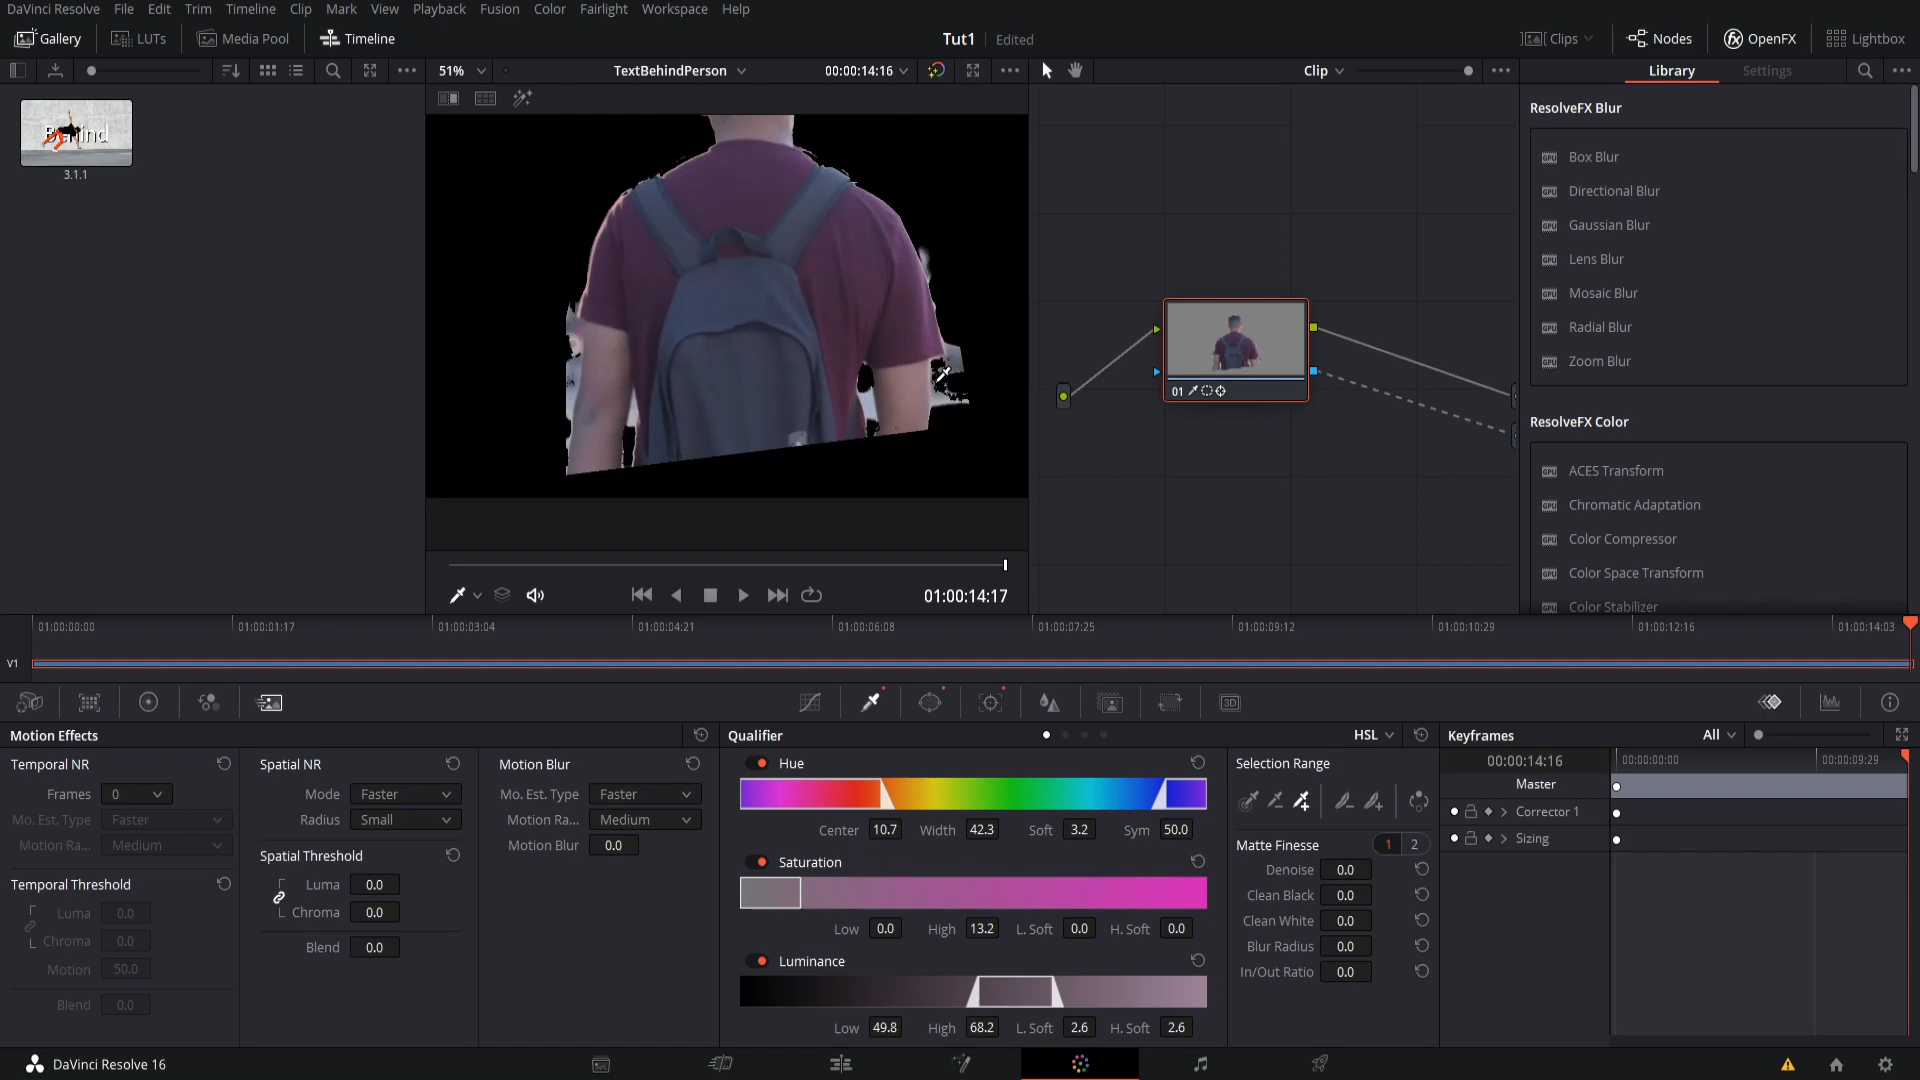 DaVinci Resolve File Edit Trim Timeline Clip Mark View Playback Fusion Color Fairlight Workspace Help
Gallery LUTs Media Pool Timeline Tut1 Edited Clips Nodes OpenFX Lightbox
51% TextBehindPerson 00:00:14:16 Clip Library Settings
ResolveFX Blur
Box Blur
Directional Blur
Gaussian Blur
Lens Blur
Mosaic Blur
Radial Blur
Zoom Blur
ResolveFX Color
ACES Transform
Chromatic Adaptation
Color Compressor
Color Space Transform
Color Stabilizer
3.1.1
01
01:00:14:17
01:00:00:00 01:00:01:17 01:00:03:04 01:00:04:21 01:00:06:08 01:00:07:25 01:00:09:12 01:00:10:29 01:00:12:16 01:00:14:03
V1
3D
Motion Effects
Temporal NR
Frames 0
Mo. Est. Type Faster
Motion Ra... Medium
Temporal Threshold
Luma 0.0
Chroma 0.0
Motion 50.0
Blend 0.0
Spatial NR
Mode Faster
Radius Small
Spatial Threshold
Luma 0.0
Chroma 0.0
Blend 0.0
Motion Blur
Mo. Est. Type Faster
Motion Ra... Medium
Motion Blur 0.0
Qualifier HSL
Hue
Center 10.7 Width 42.3 Soft 3.2 Sym 50.0
Saturation
Low 0.0 High 13.2 L. Soft 0.0 H. Soft 0.0
Luminance
Low 49.8 High 68.2 L. Soft 2.6 H. Soft 2.6
Selection Range
Matte Finesse 1 2
Denoise 0.0
Clean Black 0.0
Clean White 0.0
Blur Radius 0.0
In/Out Ratio 0.0
Keyframes All
00:00:14:16 00:00:00:00 00:00:09:29
Master
Corrector 1
Sizing
DaVinci Resolve 16